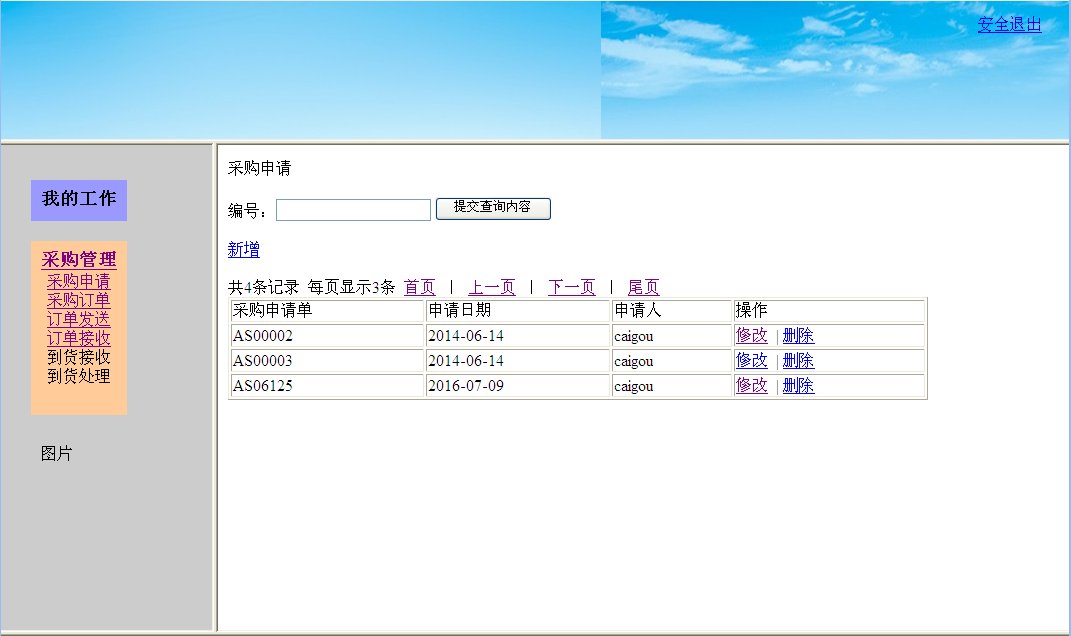 安全退出
我的工作
采购管理
采购申请
采购订单
订单发送
订单接收
到货接收
到货处理
图片
采购申请
编号： 提交查询内容
新增
共4条记录 每页显示3条 首页 | 上一页 | 下一页 | 尾页
采购申请单 申请日期 申请人 操作
AS00002 2014-06-14 caigou 修改 | 删除
AS00003 2014-06-14 caigou 修改 | 删除
AS06125 2016-07-09 caigou 修改 | 删除